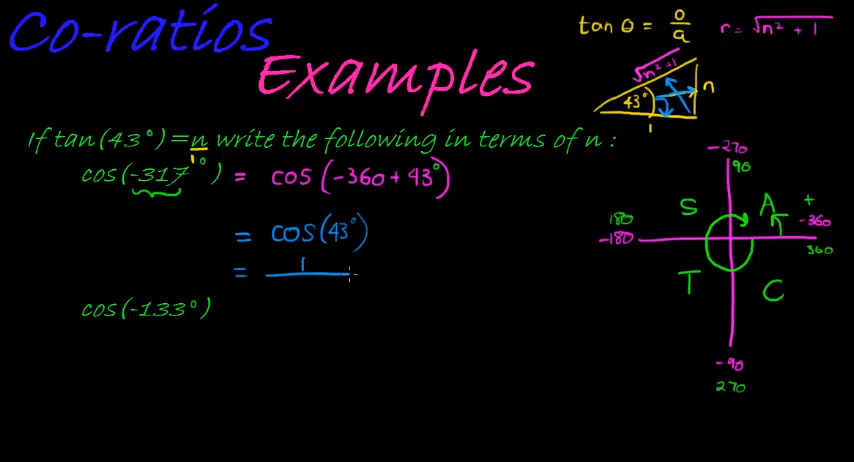 Co-ratios
Examples
tan θ = o/a
r = √n² + 1
√n²+1
43°
n
1
If tan(43°) = n write the following in terms of n :
1
cos(-317°) = cos(-360 + 43°)
= cos(43°)
= 1
cos(-133°)
-270
90
S
A
+
-360
180
-180
360
T
C
-90
270